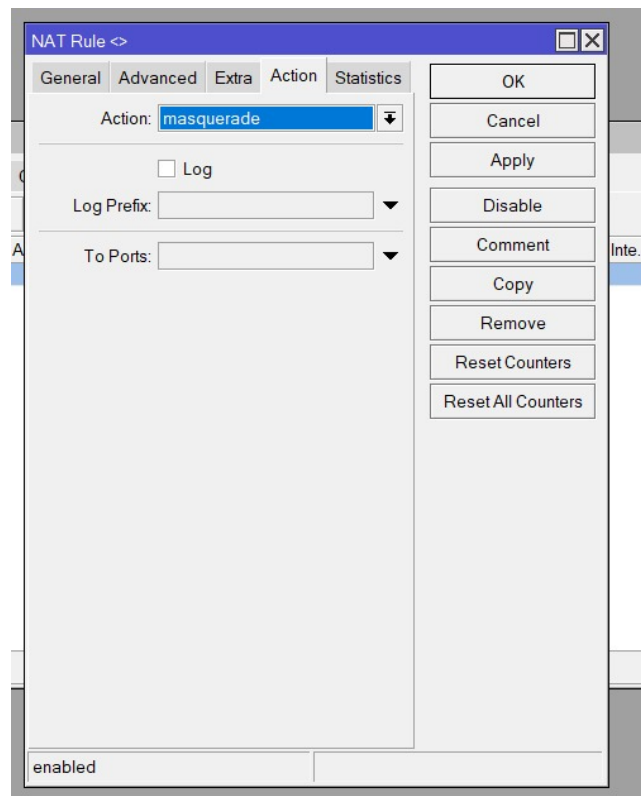 NAT Rule <>
General Advanced Extra Action Statistics
Action: masquerade
Log
Log Prefix:
To Ports:
OK
Cancel
Apply
Disable
Comment
Copy
Remove
Reset Counters
Reset All Counters
Inte.
enabled